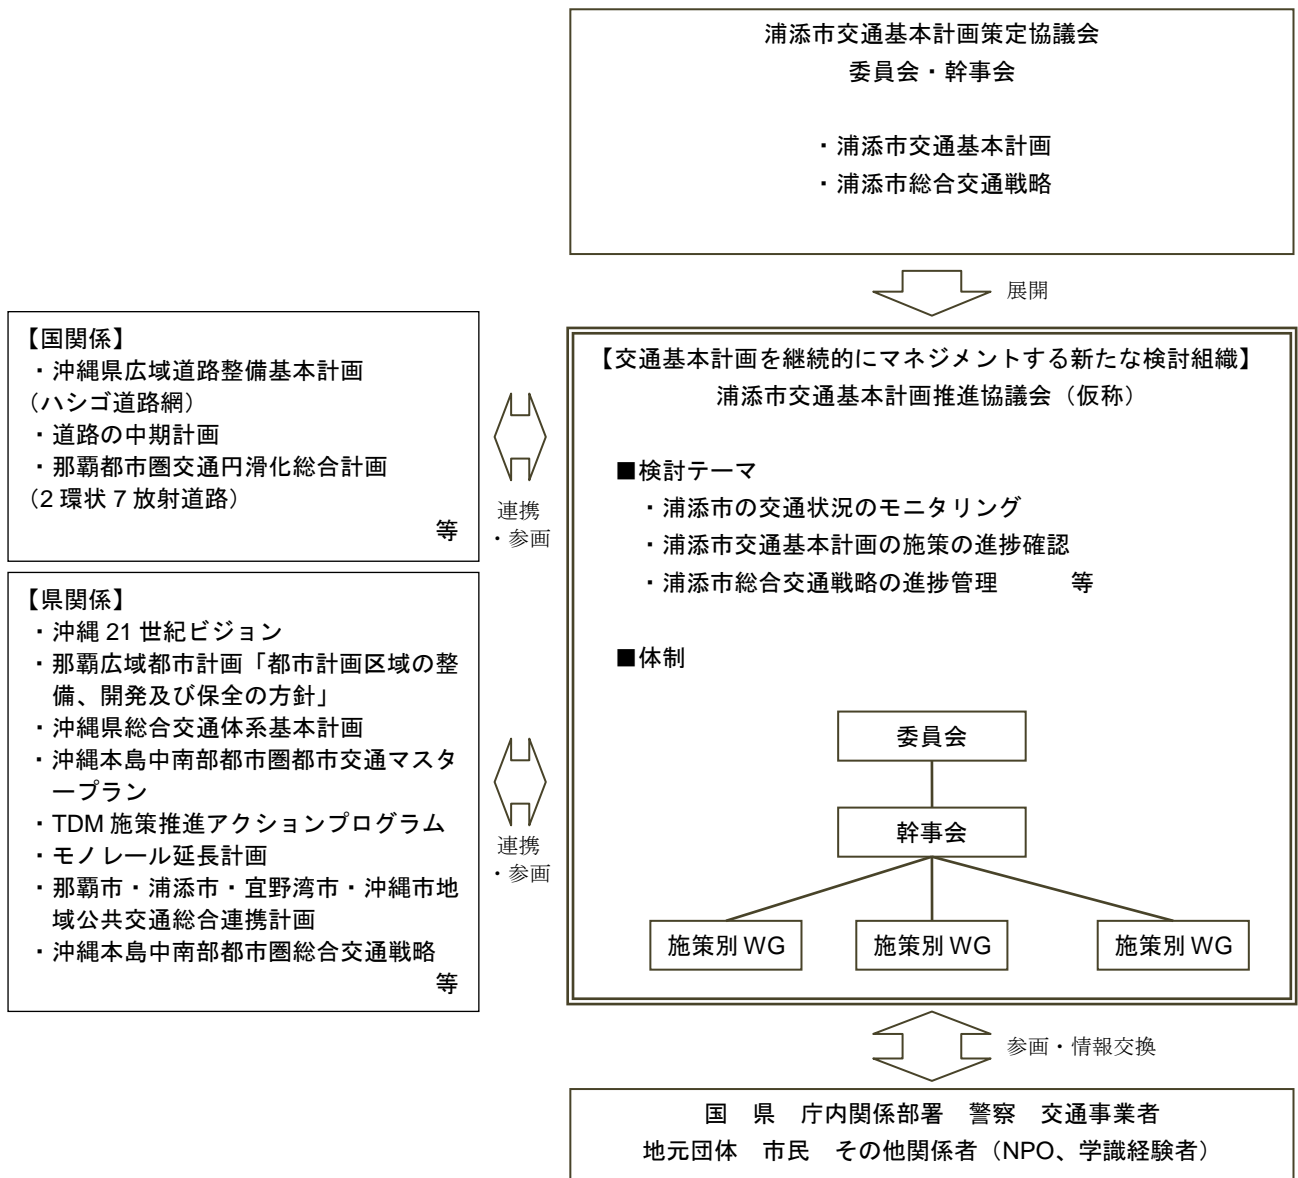 浦添市交通基本計画策定協議会
委員会・幹事会
・浦添市交通基本計画
・浦添市総合交通戦略
展開
【国関係】
・沖縄県広域道路整備基本計画
（ハシゴ道路網）
・道路の中期計画
・那覇都市圏交通円滑化総合計画
（2 環状 7 放射道路）
等
連携
・参画
【県関係】
・沖縄 21 世紀ビジョン
・那覇広域都市計画「都市計画区域の整
備、開発及び保全の方針」
・沖縄県総合交通体系基本計画
・沖縄本島中南部都市圏都市交通マスタ
ープラン
・TDM 施策推進アクションプログラム
・モノレール延長計画
・那覇市・浦添市・宜野湾市・沖縄市地
域公共交通総合連携計画
・沖縄本島中南部都市圏総合交通戦略
等
連携
・参画
【交通基本計画を継続的にマネジメントする新たな検討組織】
浦添市交通基本計画推進協議会（仮称）
■検討テーマ
・浦添市の交通状況のモニタリング
・浦添市交通基本計画の施策の進捗確認
・浦添市総合交通戦略の進捗管理　　等
■体制
委員会
幹事会
施策別 WG　施策別 WG　施策別 WG
参画・情報交換
国　県　庁内関係部署　警察　交通事業者
地元団体　市民　その他関係者（NPO、学識経験者）